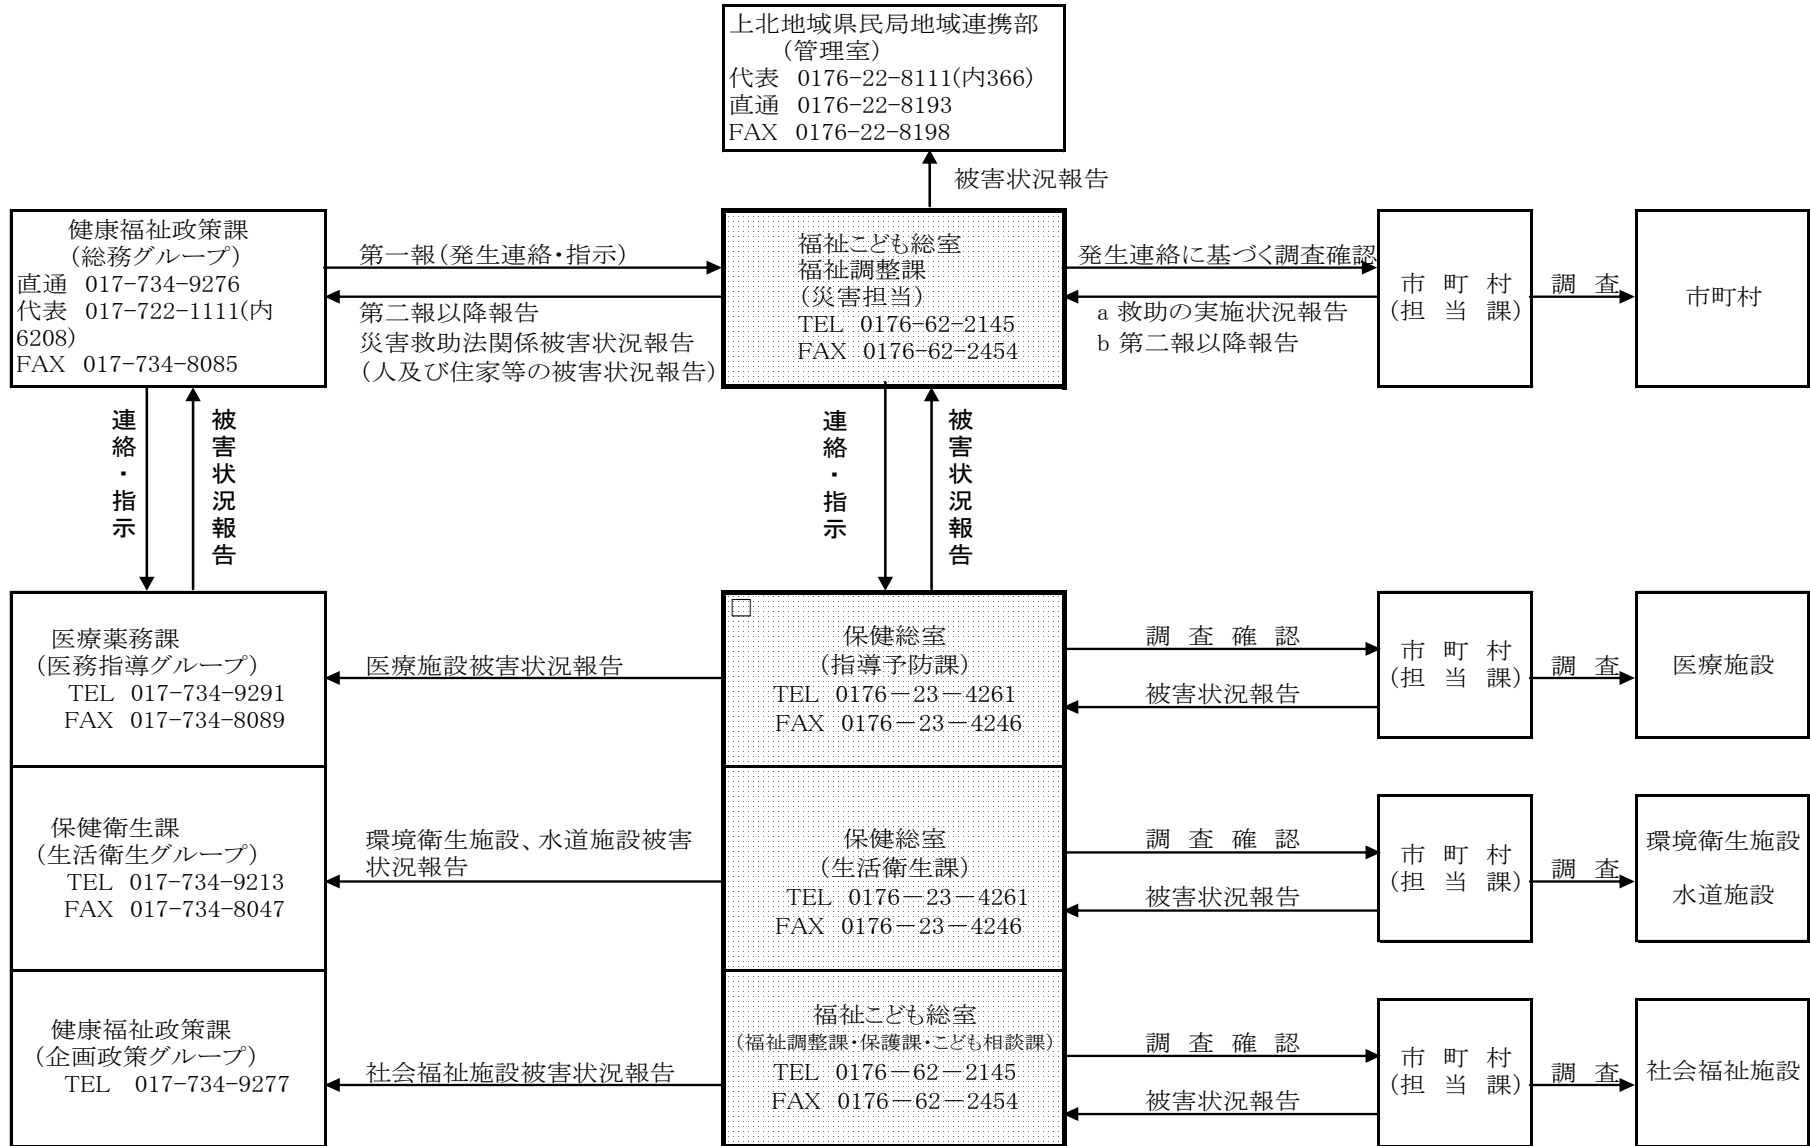 上北地域県民局地域連携部
(管理室)
代表 0176-22-8111(内366)
直通 0176-22-8193
FAX 0176-22-8198
被害状況報告
健康福祉政策課
(総務グループ)
直通 017-734-9276
代表 017-722-1111(内
6208)
FAX 017-734-8085
第一報(発生連絡・指示)
第二報以降報告
災害救助法関係被害状況報告
(人及び住家等の被害状況報告)
福祉こども総室
福祉調整課
(災害担当)
TEL 0176-62-2145
FAX 0176-62-2454
発生連絡に基づく調査確認
a 救助の実施状況報告
b 第二報以降報告
市 町 村
(担 当 課)
調 査
市町村
連絡・指示
被害状況報告
連絡・指示
被害状況報告
医療薬務課
(医務指導グループ)
TEL 017-734-9291
FAX 017-734-8089
医療施設被害状況報告
保健総室
(指導予防課)
TEL 0176-23-4261
FAX 0176-23-4246
調 査 確 認
被害状況報告
市 町 村
(担 当 課)
調 査
医療施設
保健衛生課
(生活衛生グループ)
TEL 017-734-9213
FAX 017-734-8047
環境衛生施設、水道施設被害
状況報告
保健総室
(生活衛生課)
TEL 0176-23-4261
FAX 0176-23-4246
調 査 確 認
被害状況報告
市 町 村
(担 当 課)
調 査
環境衛生施設
水道施設
健康福祉政策課
(企画政策グループ)
TEL 017-734-9277
社会福祉施設被害状況報告
福祉こども総室
(福祉調整課・保護課・こども相談課)
TEL 0176-62-2145
FAX 0176-62-2454
調 査 確 認
被害状況報告
市 町 村
(担 当 課)
調 査
社会福祉施設